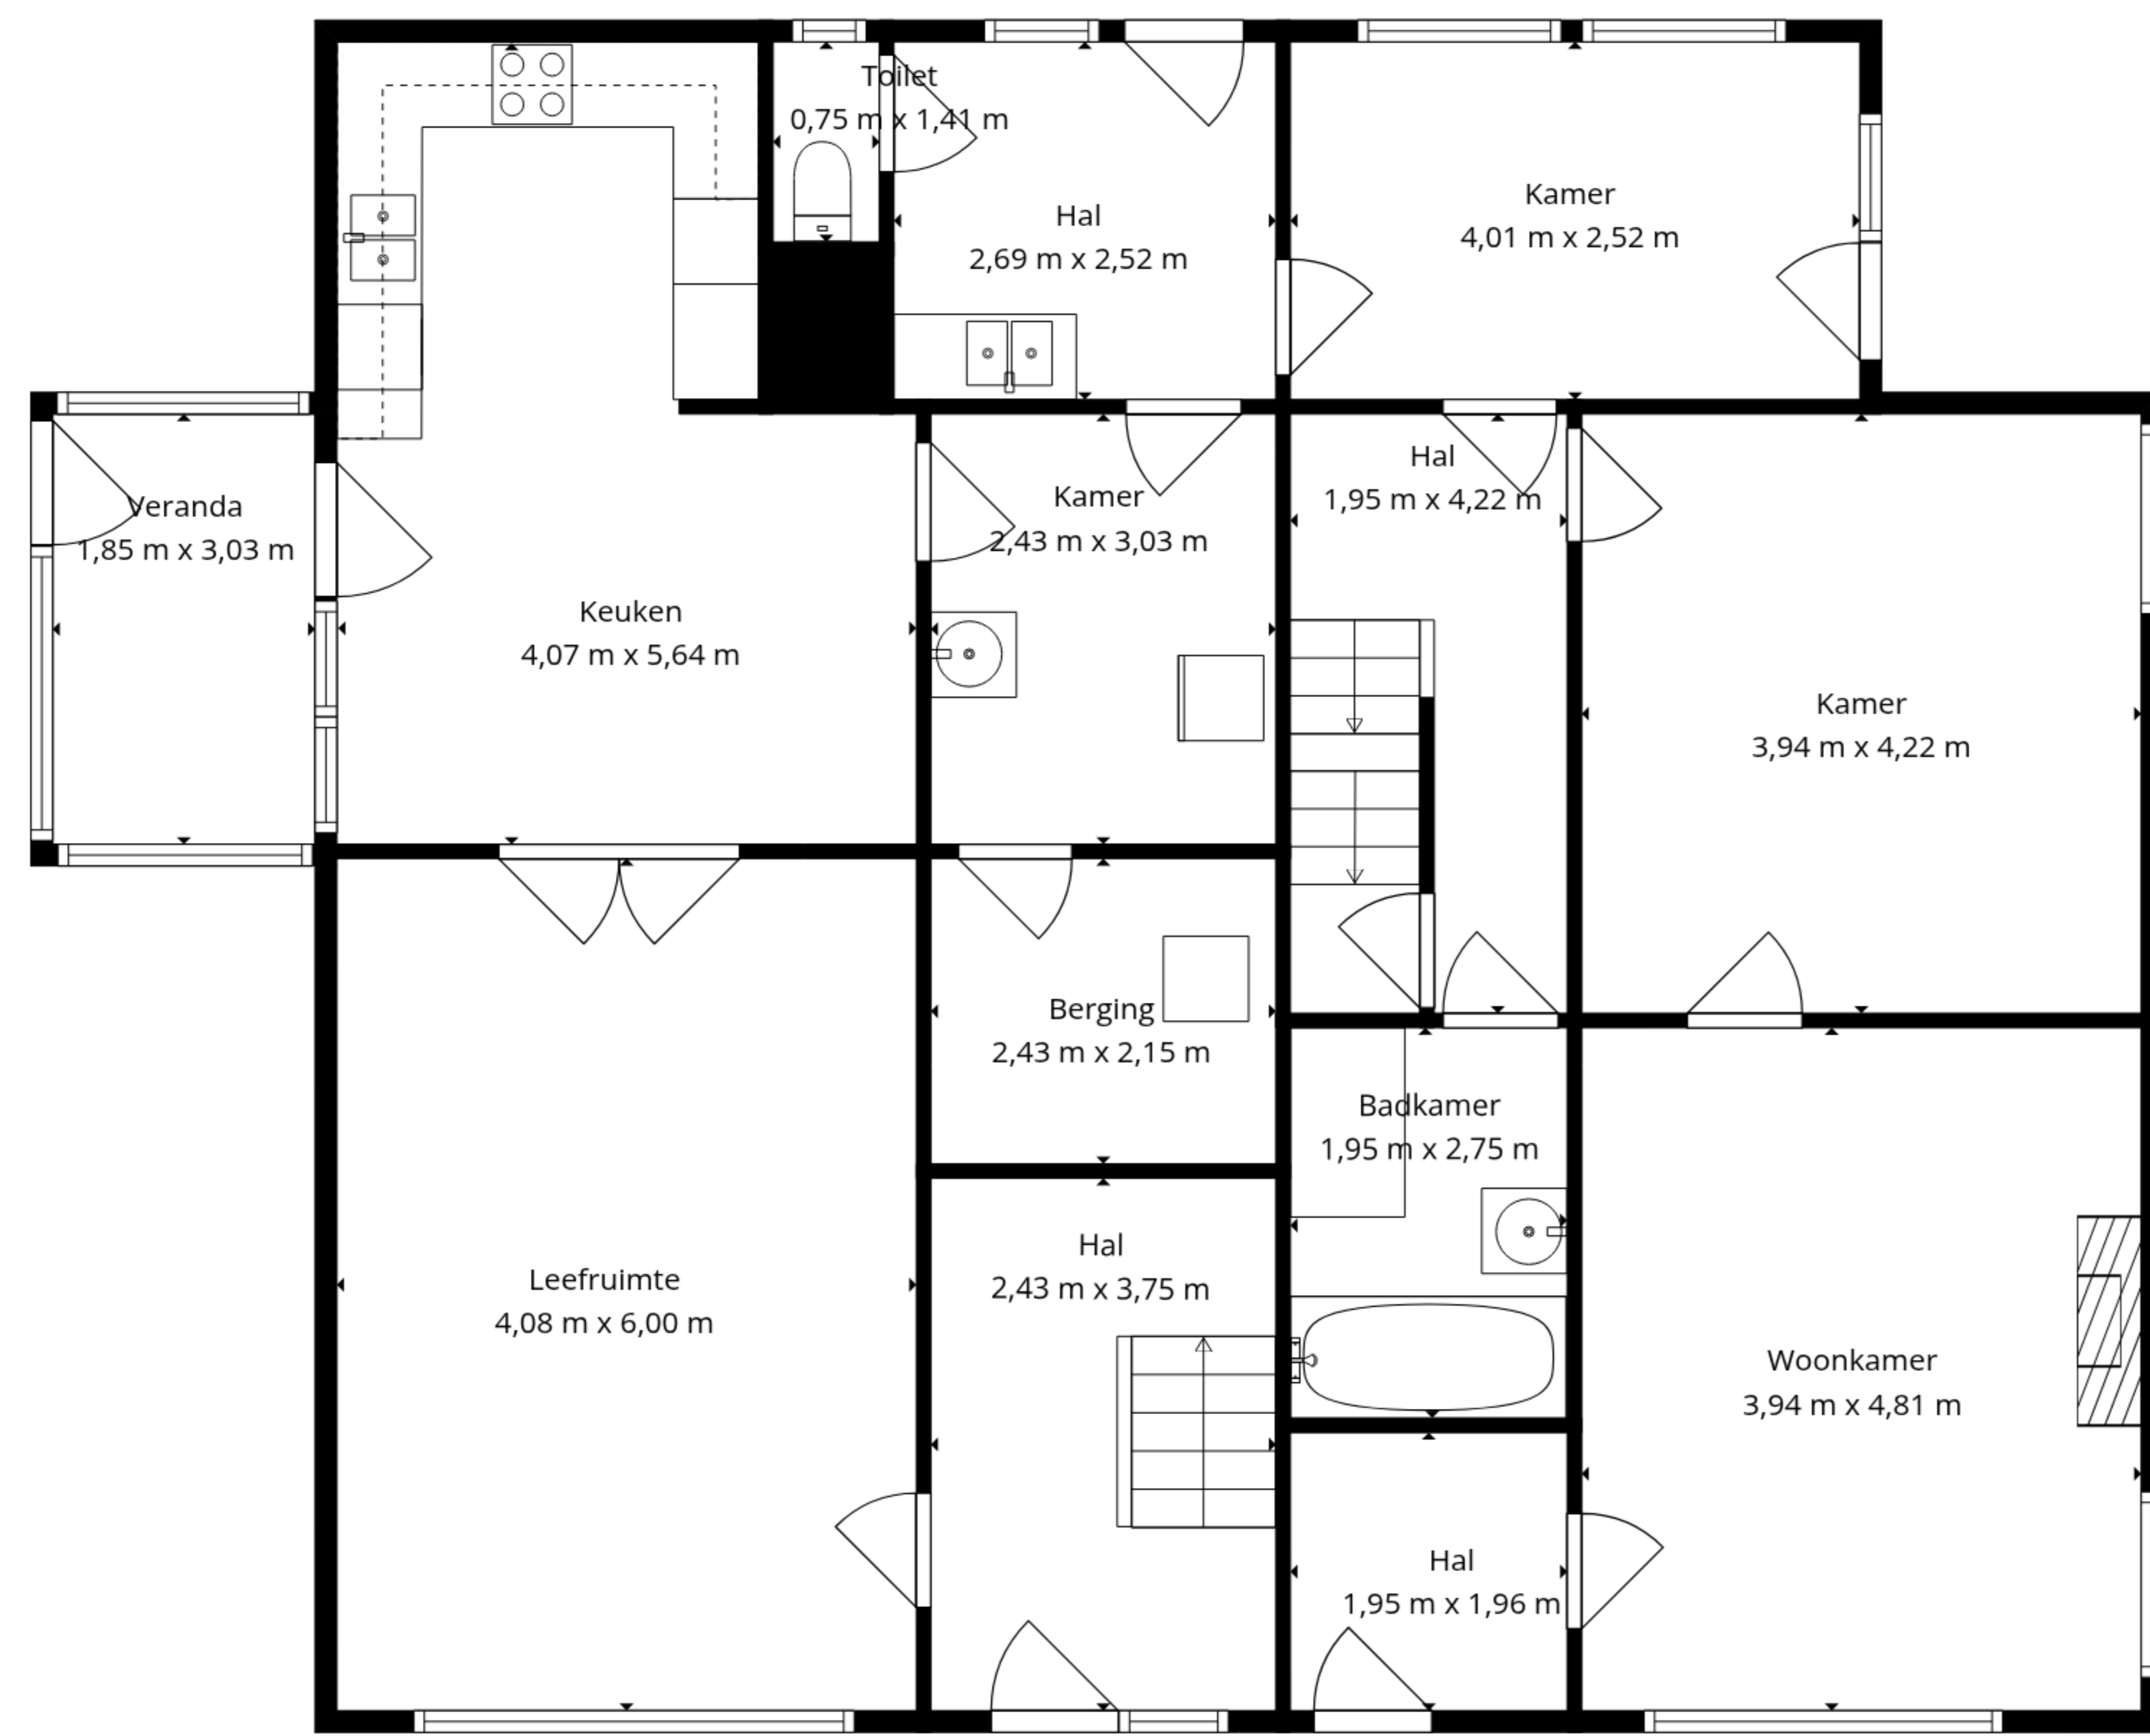 Toilet
0,75 m x 1,41 m
Hal
2,69 m x 2,52 m
Kamer
4,01 m x 2,52 m
Veranda
1,85 m x 3,03 m
Keuken
4,07 m x 5,64 m
Kamer
2,43 m x 3,03 m
Hal
1,95 m x 4,22 m
Kamer
3,94 m x 4,22 m
Berging
2,43 m x 2,15 m
Badkamer
1,95 m x 2,75 m
Leefruimte
4,08 m x 6,00 m
Hal
2,43 m x 3,75 m
Woonkamer
3,94 m x 4,81 m
Hal
1,95 m x 1,96 m